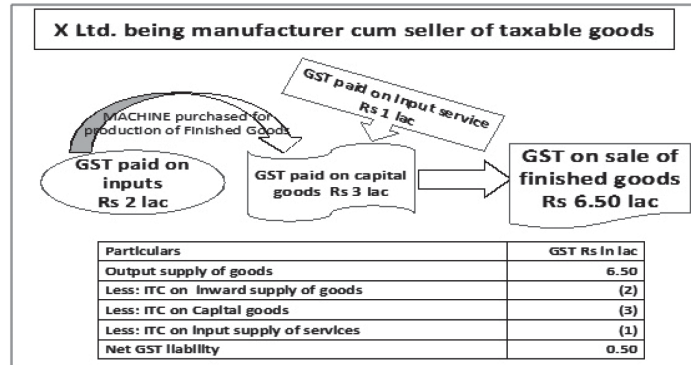 X Ltd. being manufacturer cum seller of taxable goods
GST paid on input service
Rs 1 lac
MACHINE purchased for
production of Finished Goods
GST paid on
inputs
Rs 2 lac
GST paid on capital
goods Rs 3 lac
GST on sale of
finished goods
Rs 6.50 lac
Particulars GST Rs in lac
Output supply of goods 6.50
Less: ITC on Inward supply of goods (2)
Less: ITC on Capital goods (3)
Less: ITC on Input supply of services (1)
Net GST liability 0.50